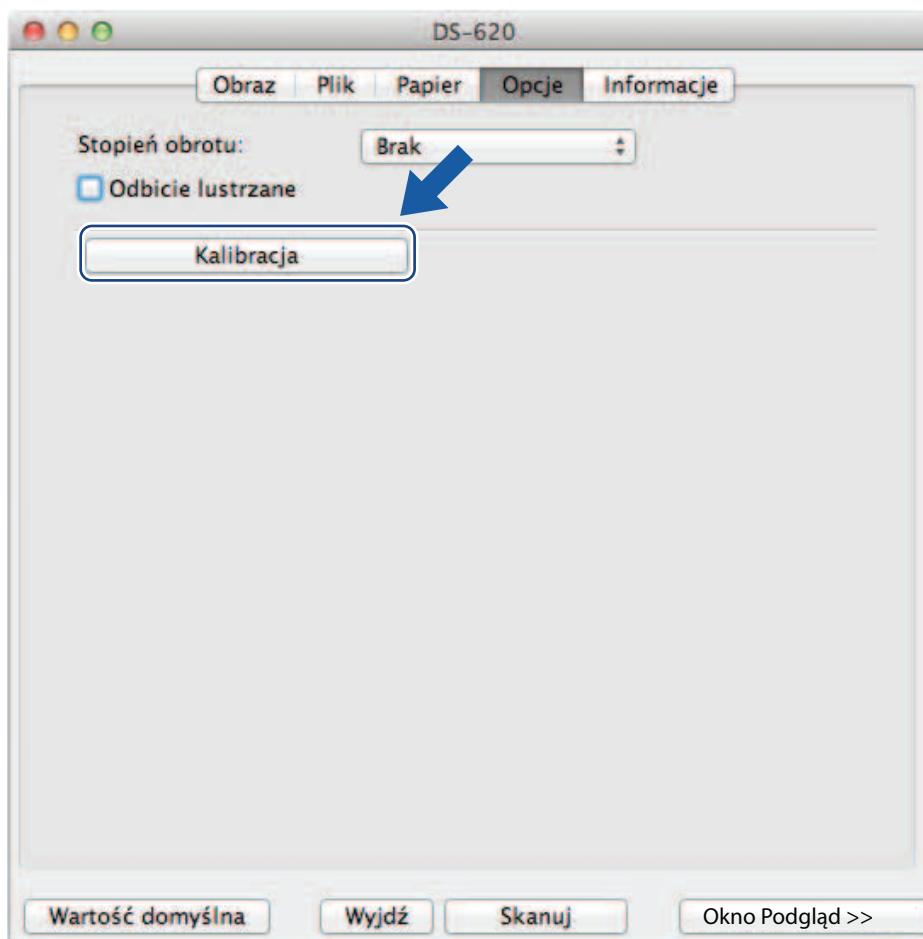 DS-620
Obraz Plik Papier Opcje Informacje
Stopień obrotu: Brak
Odbicie lustrzane
Kalibracja
Wartość domyślna Wyjdź Skanuj Okno Podgląd >>